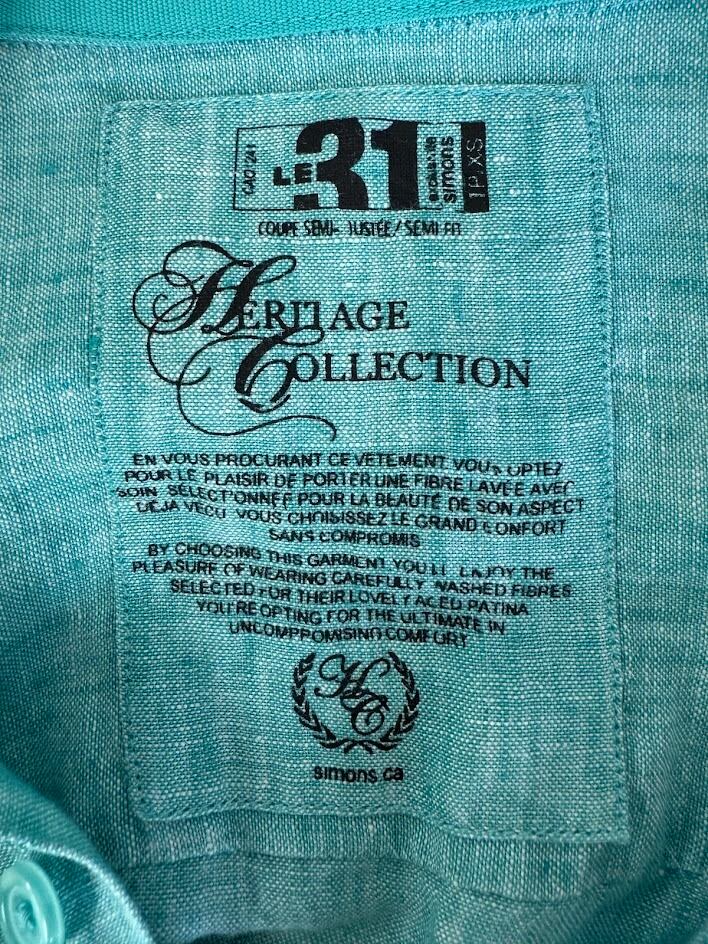 LE 31
simons
TP.XS
COUPE SEMI-AJUSTÉE/SEMI FIT
HERITAGE
COLLECTION
EN VOUS PROCURANT CE VÊTEMENT VOUS OPTEZ
POUR LE PLAISIR DE PORTER UNE FIBRE LAVÉE AVEC
SOIN SÉLECTIONNÉE POUR LA BEAUTÉ DE SON ASPECT
DÉJÀ VÉCU VOUS CHOISISSEZ LE GRAND CONFORT
SANS COMPROMIS
BY CHOOSING THIS GARMENT YOU'LL ENJOY THE
PLEASURE OF WEARING CAREFULLY WASHED FIBRES
SELECTED FOR THEIR LOVELY AGED PATINA
YOU'RE OPTING FOR THE ULTIMATE IN
UNCOMPROMISING COMFORT
HC
simons ca